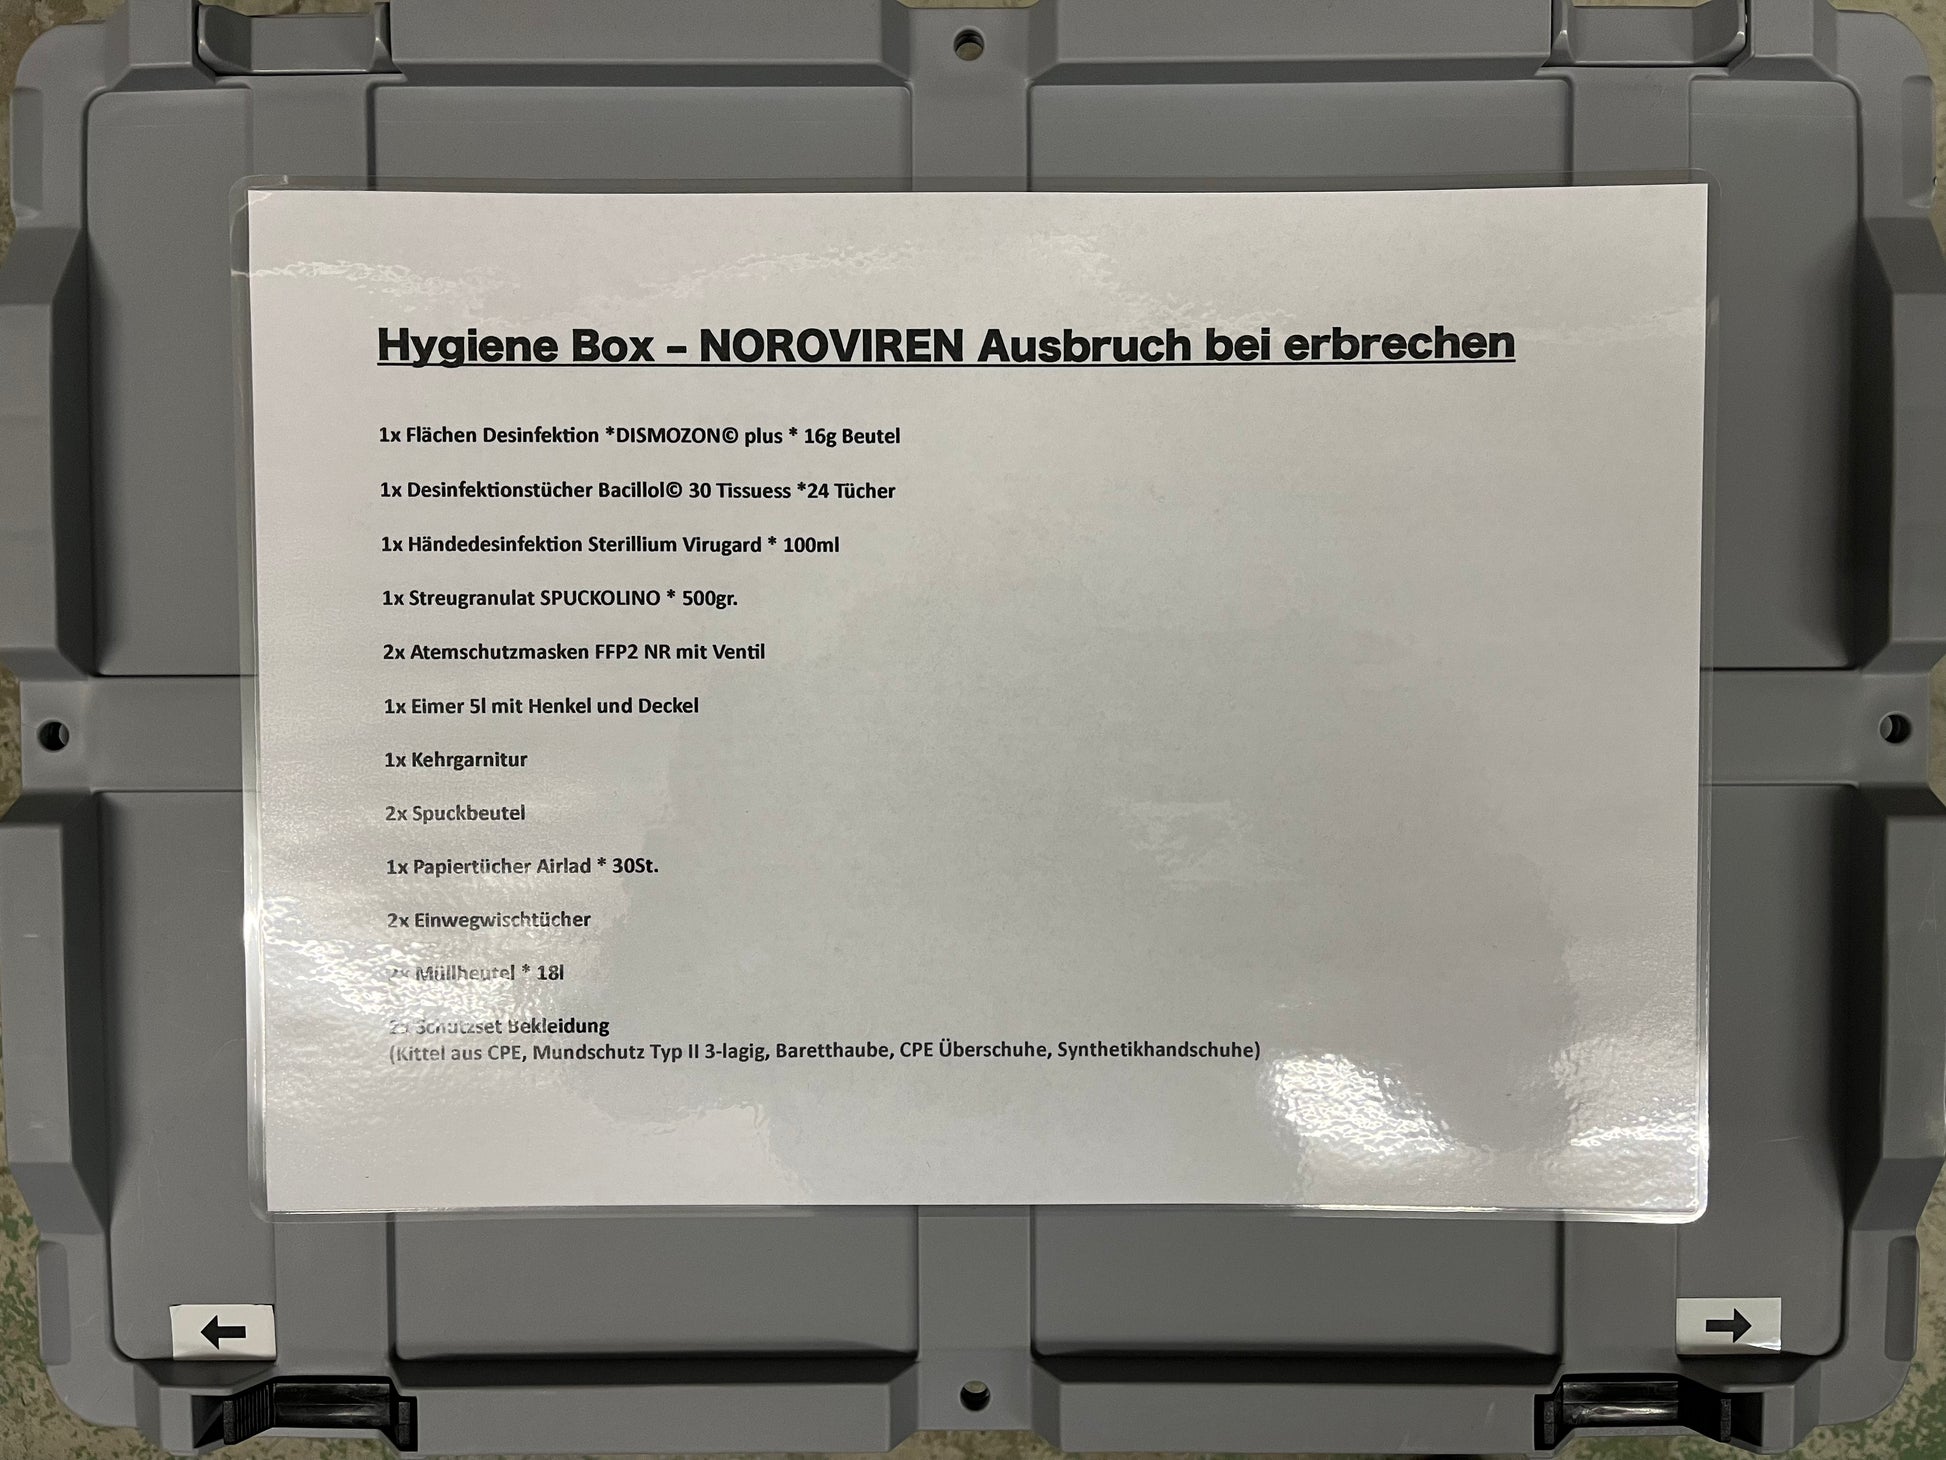 Hygiene Box – NOROVIREN Ausbruch bei erbrechen
1x Flächen Desinfektion *DISMOZON© plus * 16g Beutel
1x Desinfektionstücher Bacillol© 30 Tissuess *24 Tücher
1x Händedesinfektion Sterillium Virugard * 100ml
1x Streugranulat SPUCKOLINO * 500gr.
2x Atemschutzmasken FFP2 NR mit Ventil
1x Eimer 5l mit Henkel und Deckel
1x Kehrgarnitur
2x Spuckbeutel
1x Papiertücher Airlad * 30St.
2x Einwegwischtücher
2x Müllbeutel * 18l
2x Schutzset Bekleidung
(Kittel aus CPE, Mundschutz Typ II 3-lagig, Baretthaube, CPE Überschuhe, Synthetikhandschuhe)